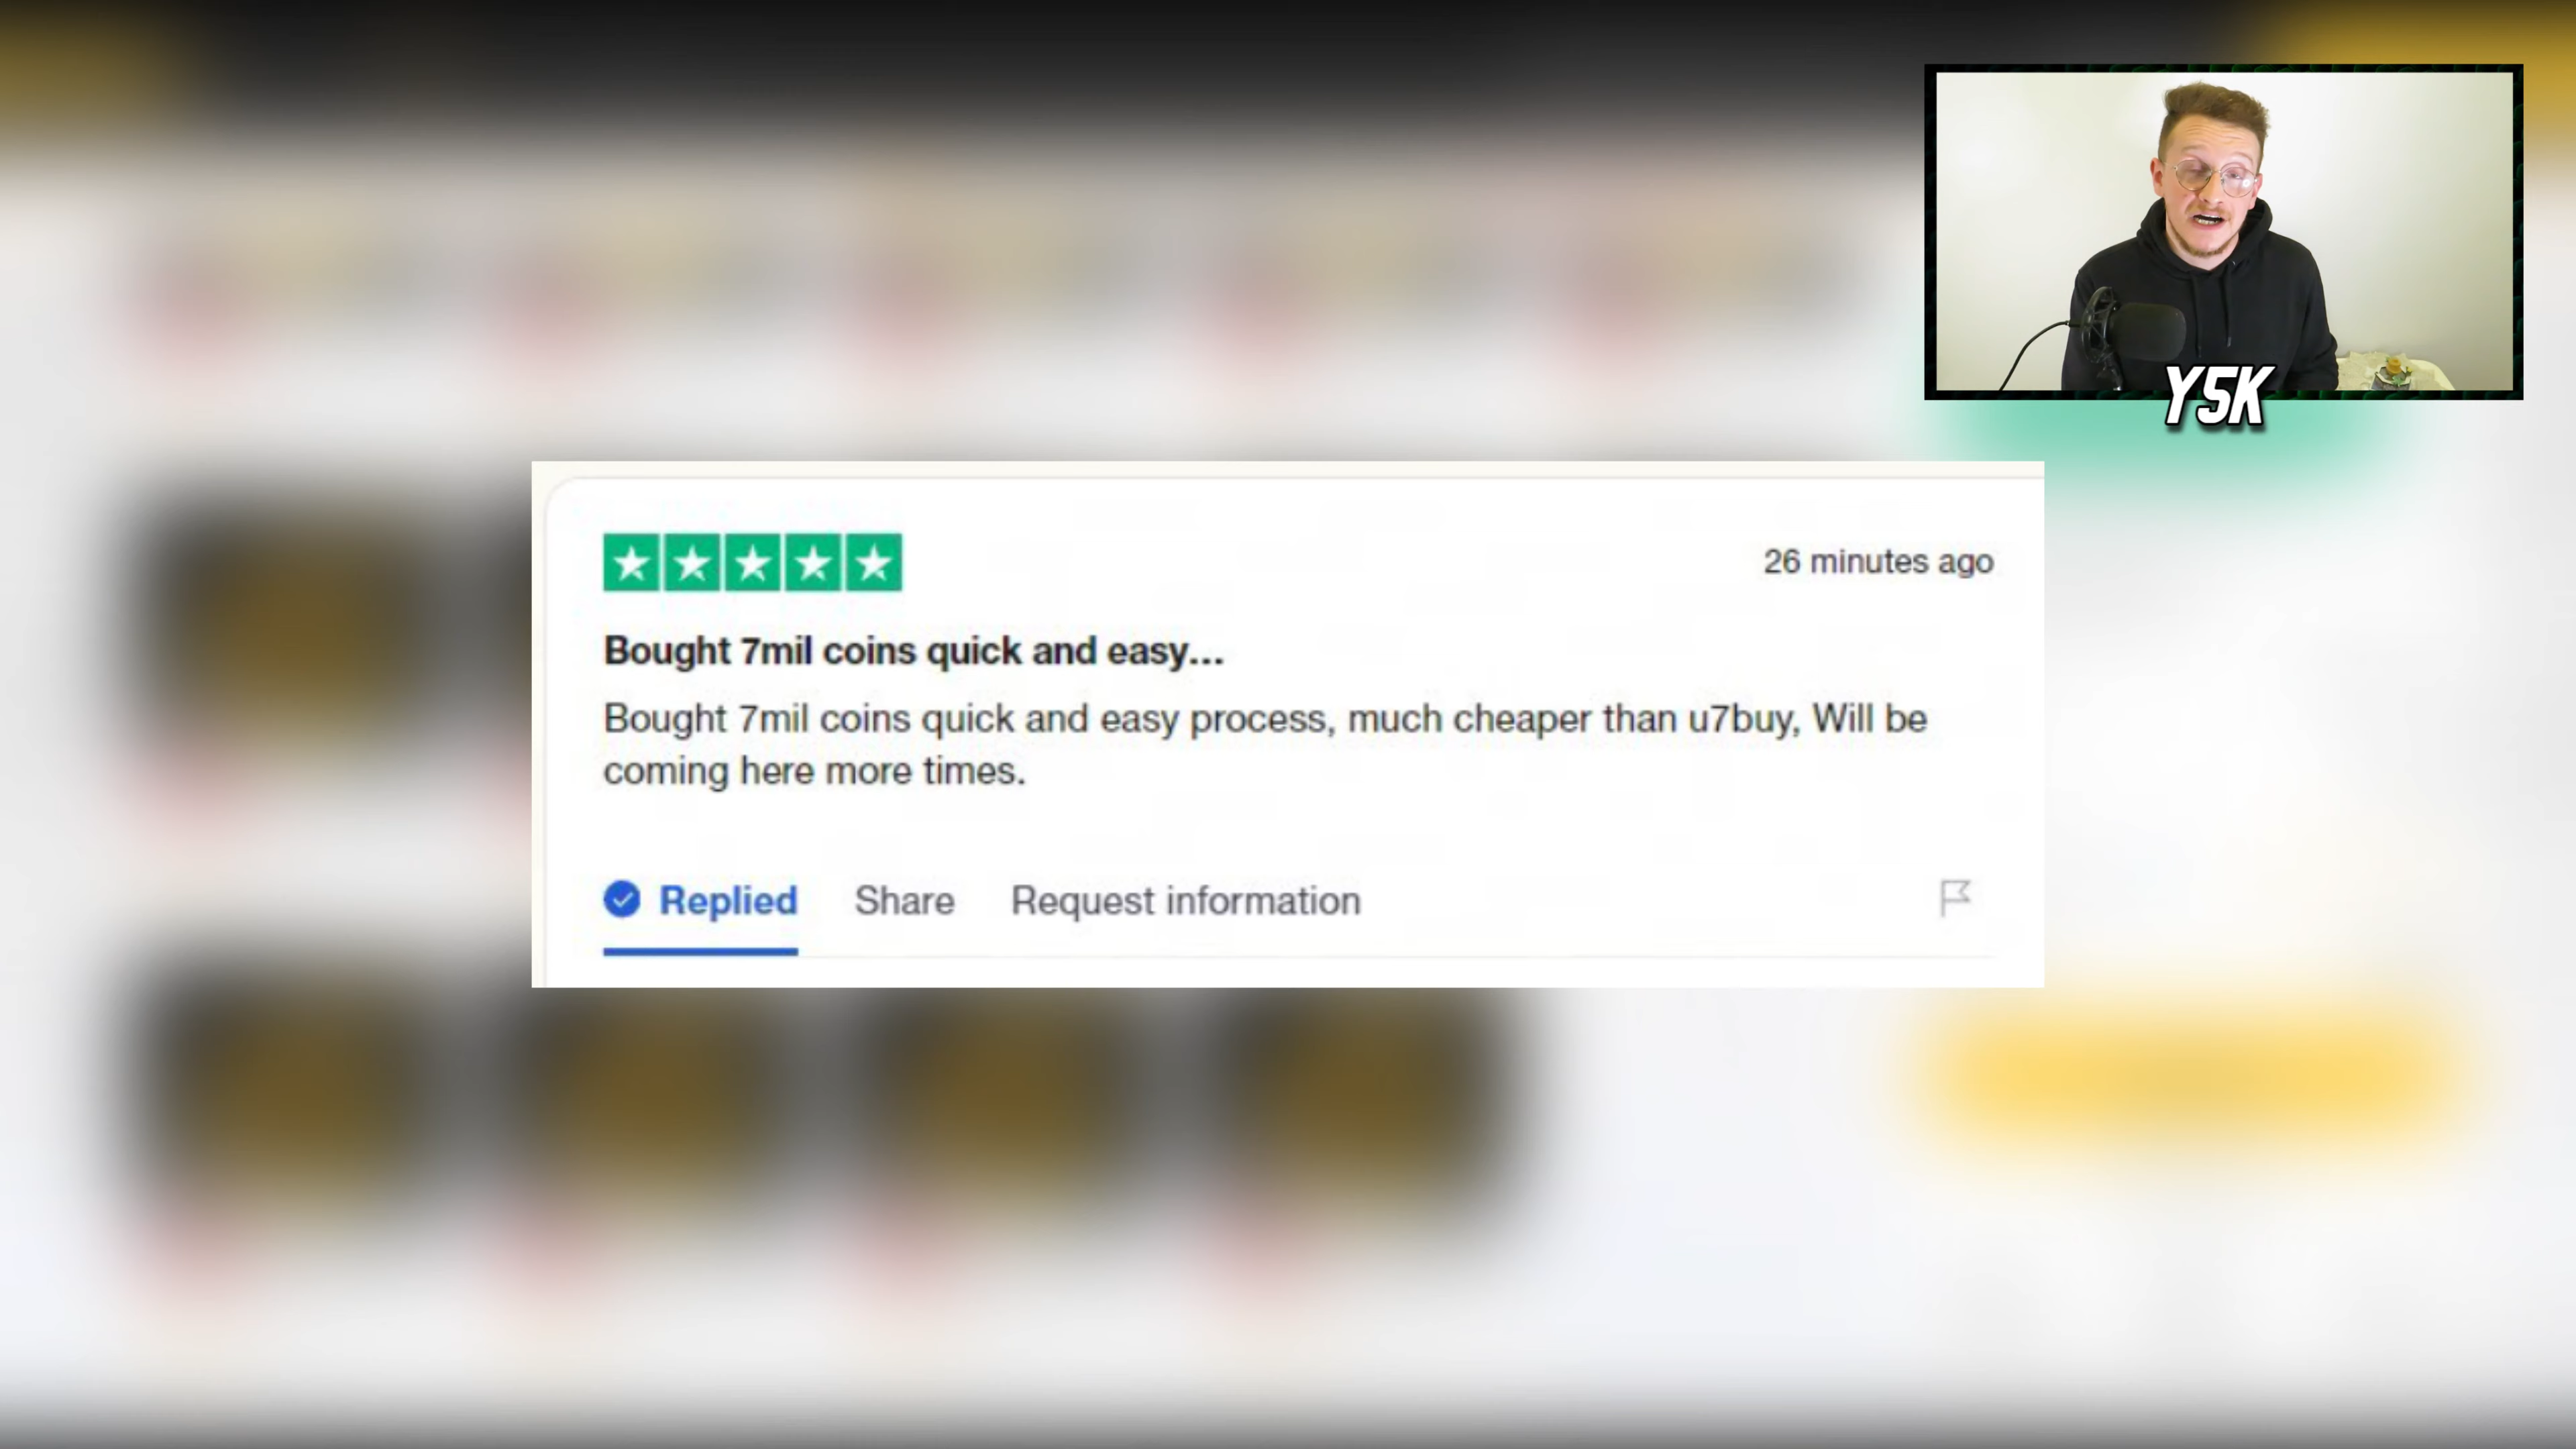 Y5K
26 minutes ago
Bought 7mil coins quick and easy...
Bought 7mil coins quick and easy process, much cheaper than u7buy, Will be
coming here more times.
Replied Share Request information